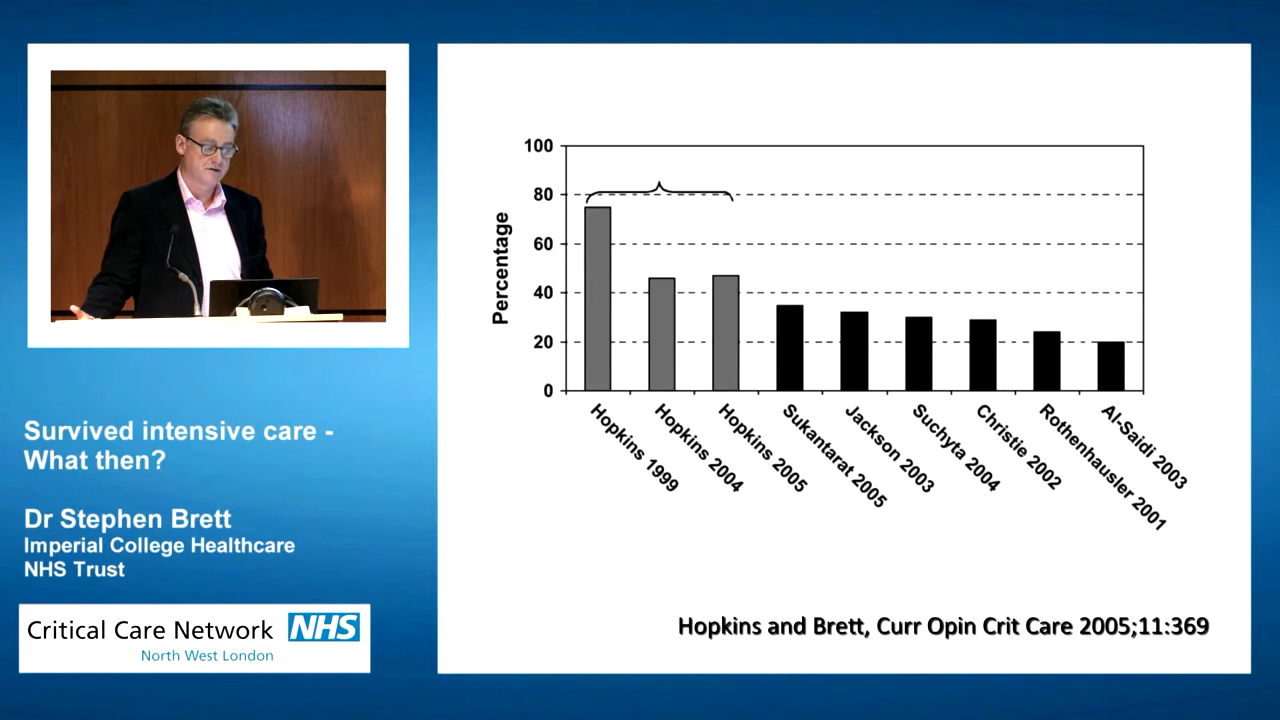 Survived intensive care -
What then?
Dr Stephen Brett
Imperial College Healthcare
NHS Trust
Critical Care Network NHS
North West London
Percentage
100
80
60
40
20
0
Hopkins 1999
Hopkins 2004
Hopkins 2005
Sukantarat 2005
Jackson 2003
Suchyta 2004
Christie 2002
Rothenhausler 2001
Al-Saidi 2003
Hopkins and Brett, Curr Opin Crit Care 2005;11:369